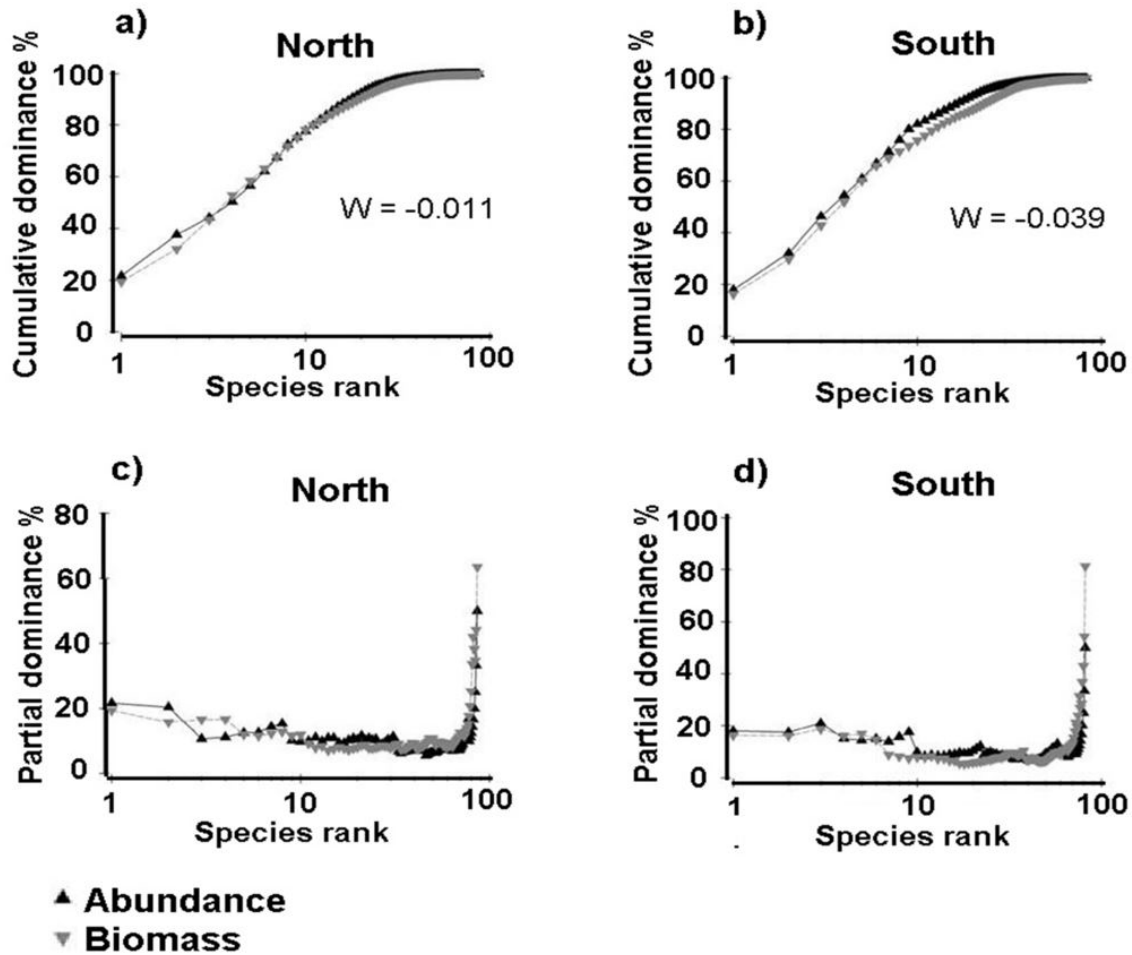 a)
North
Cumulative dominance %
100
80
60
40
20
0
W = -0.011
1
10
100
Species rank
b)
South
Cumulative dominance %
100
80
60
40
20
0
W = -0.039
1
10
100
Species rank
c)
North
Partial dominance %
80
60
40
20
0
1
10
100
Species rank
d)
South
Partial dominance %
100
80
60
40
20
0
1
10
100
Species rank
Abundance
Biomass